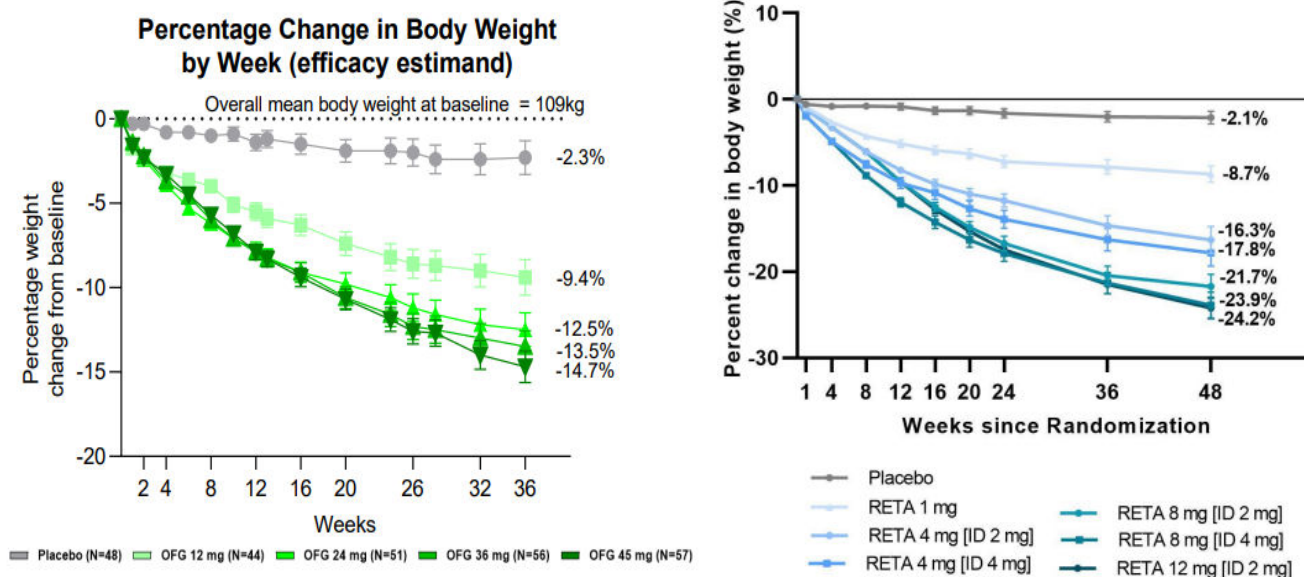 Percentage Change in Body Weight
by Week (efficacy estimand)
Overall mean body weight at baseline = 109kg
Percentage weight
change from baseline
0
-5
-10
-15
-20
-2.3%
-9.4%
-12.5%
-13.5%
-14.7%
2 4 8 12 16 20 26 32 36
Weeks
Placebo (N=48) OFG 12 mg (N=44) OFG 24 mg (N=51) OFG 36 mg (N=56) OFG 45 mg (N=57)
Percent change in body weight (%)
10
0
-10
-20
-30
-2.1%
-8.7%
-16.3%
-17.8%
-21.7%
-23.9%
-24.2%
1 4 8 12 16 20 24 36 48
Weeks since Randomization
Placebo
RETA 1 mg
RETA 4 mg [ID 2 mg]
RETA 4 mg [ID 4 mg]
RETA 8 mg [ID 2 mg]
RETA 8 mg [ID 4 mg]
RETA 12 mg [ID 2 mg]